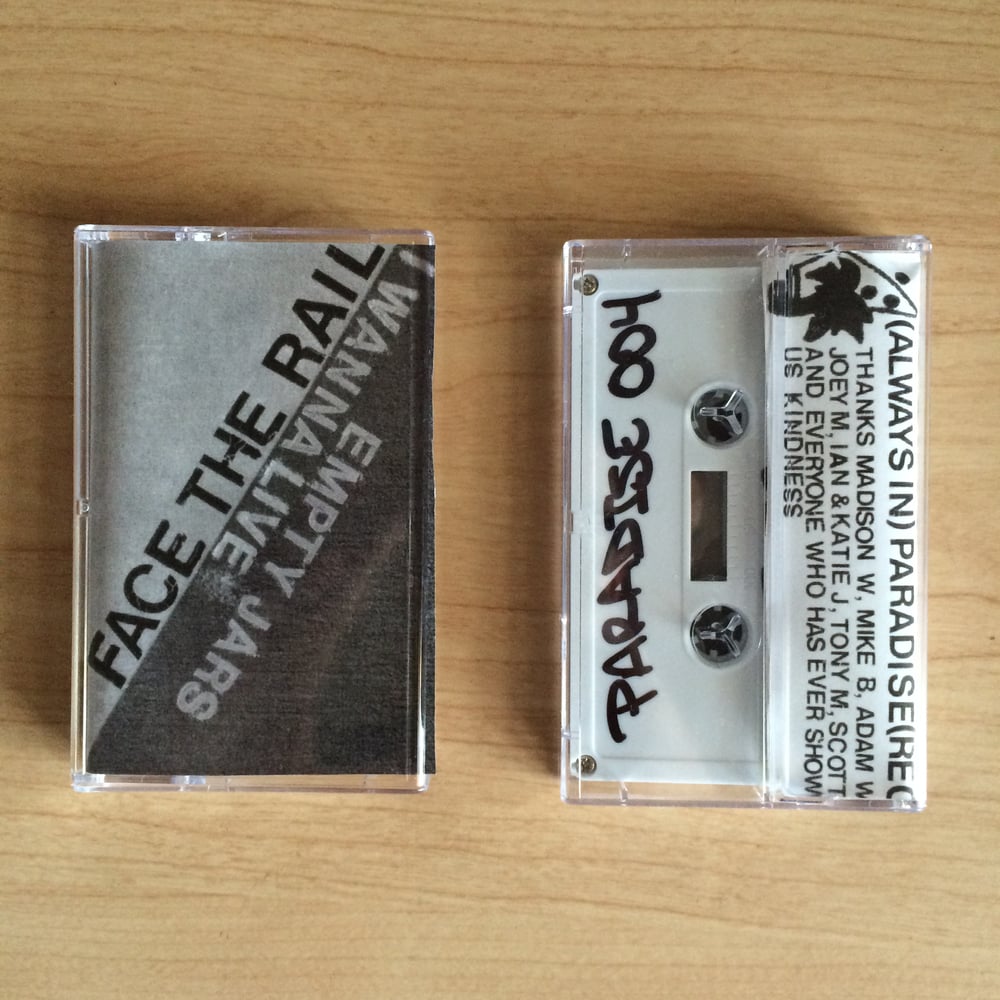 FACE THE RAIL
I WANNA LIVE
EMPTY JARS
PARADISE 004
(ALWAYS IN) PARADISE (REC
THANKS MADISON W, MIKE B, ADAM W
JOEY M, IAN & KATIE J, TONY M, SCOTT
AND EVERYONE WHO HAS EVER SHOW
US KINDNESS